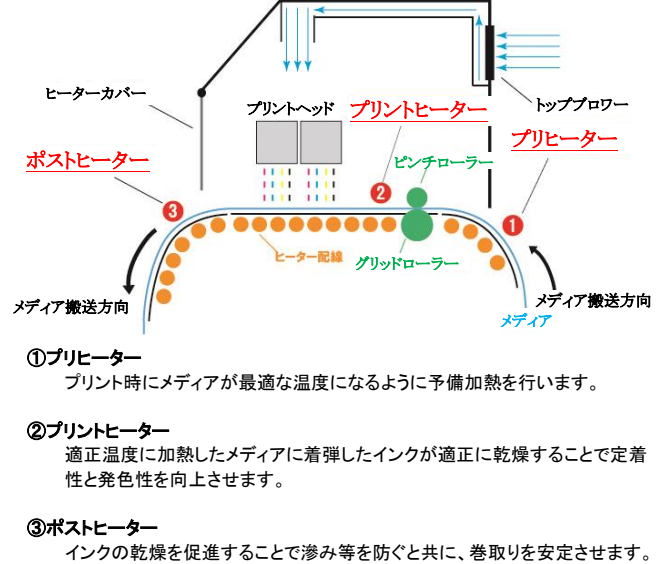 ヒーターカバー
プリントヘッド
プリントヒーター
トップブロワー
プリヒーター
ポストヒーター
ピンチローラー
2
3
1
ヒーター配線
グリッドローラー
メディア搬送方向
メディア搬送方向
メディア
①プリヒーター
プリント時にメディアが最適な温度になるように予備加熱を行います。
②プリントヒーター
適正温度に加熱したメディアに着弾したインクが適正に乾燥することで定着
性と発色性を向上させます。
③ポストヒーター
インクの乾燥を促進することで滲み等を防ぐと共に、巻取りを安定させます。